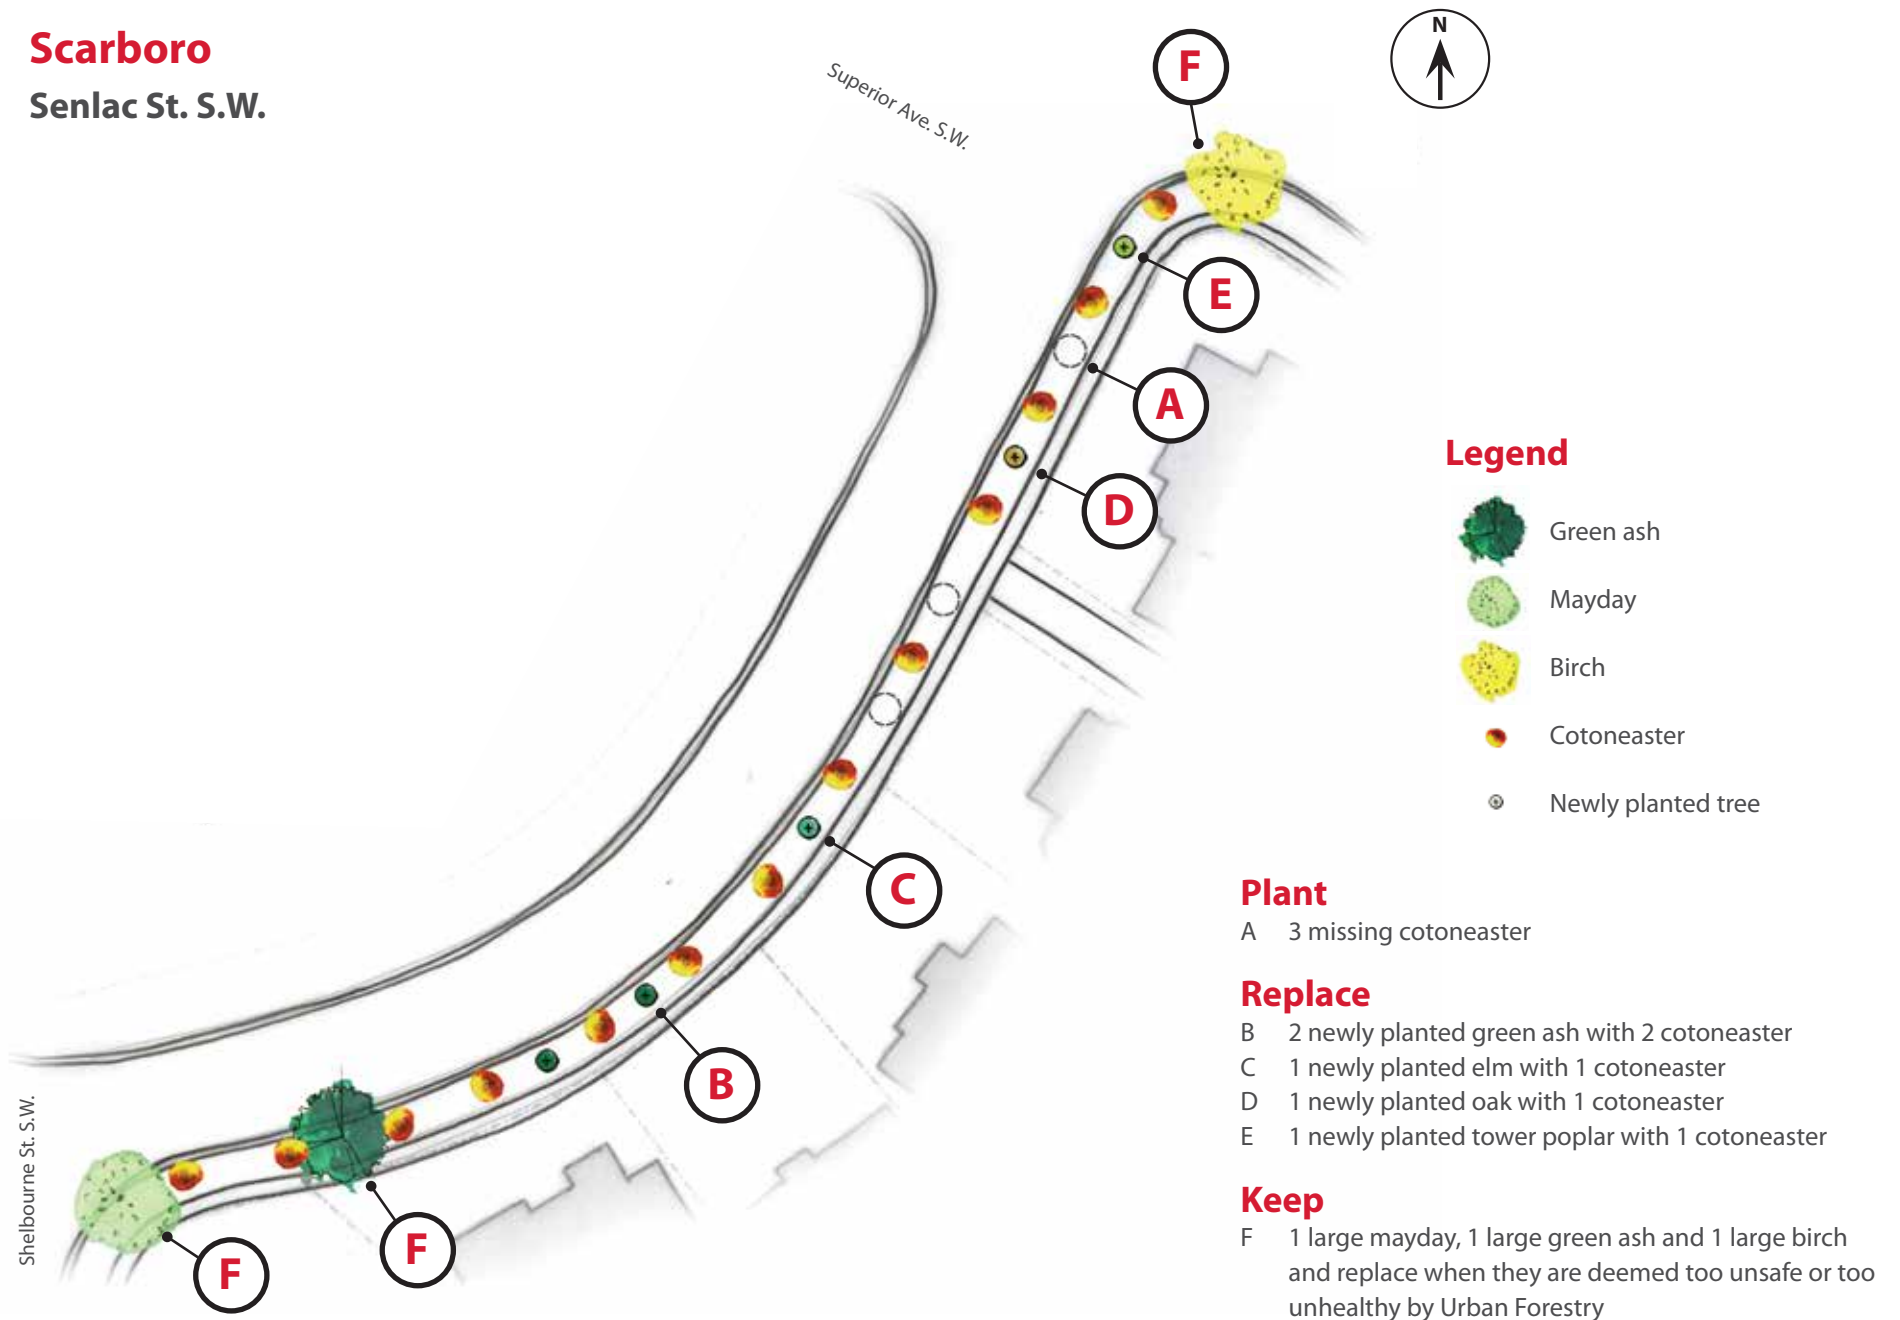 Scarboro
Senlac St. S.W.
Superior Ave. S.W.
F
N
E
A
D
C
B
F
F
Shelbourne St. S.W.
Legend
Green ash
Mayday
Birch
Cotoneaster
Newly planted tree
Plant
A 3 missing cotoneaster
Replace
B 2 newly planted green ash with 2 cotoneaster
C 1 newly planted elm with 1 cotoneaster
D 1 newly planted oak with 1 cotoneaster
E 1 newly planted tower poplar with 1 cotoneaster
Keep
F 1 large mayday, 1 large green ash and 1 large birch
and replace when they are deemed too unsafe or too
unhealthy by Urban Forestry